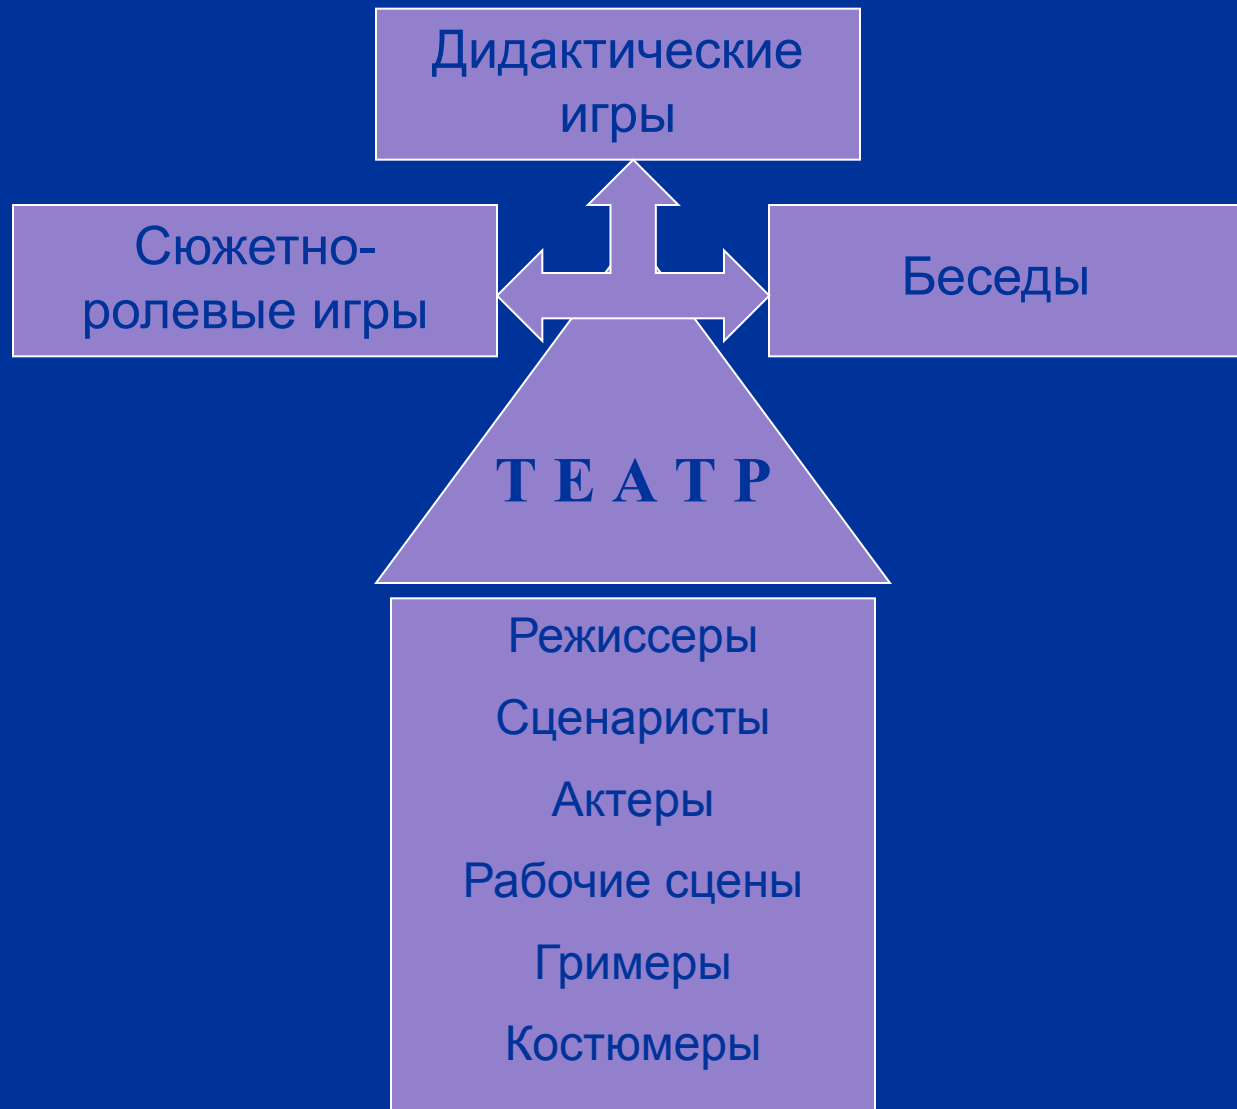 Дидактические
игры
Сюжетно-
ролевые игры
Беседы
Т Е А Т Р
Режиссеры
Сценаристы
Актеры
Рабочие сцены
Гримеры
Костюмеры